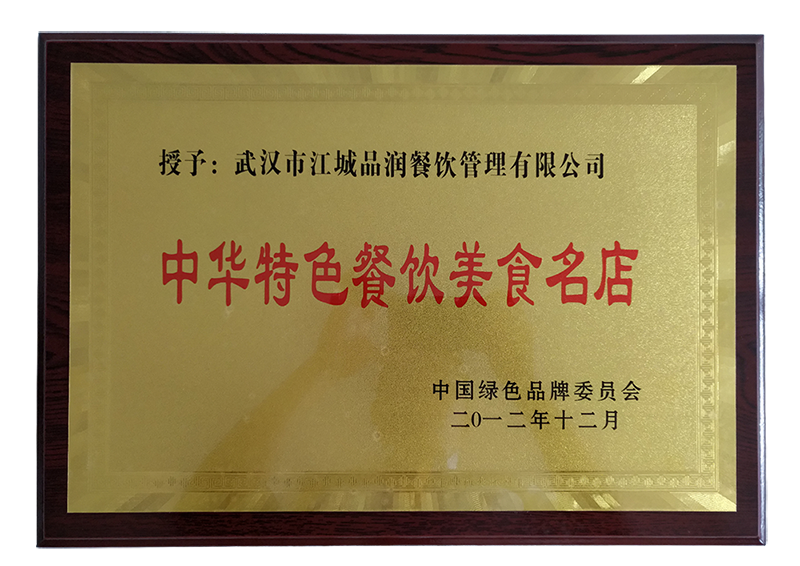 授予：武汉市江城品润餐饮管理有限公司
中华特色餐饮美食名店
中国绿色品牌委员会
二0一二年十二月